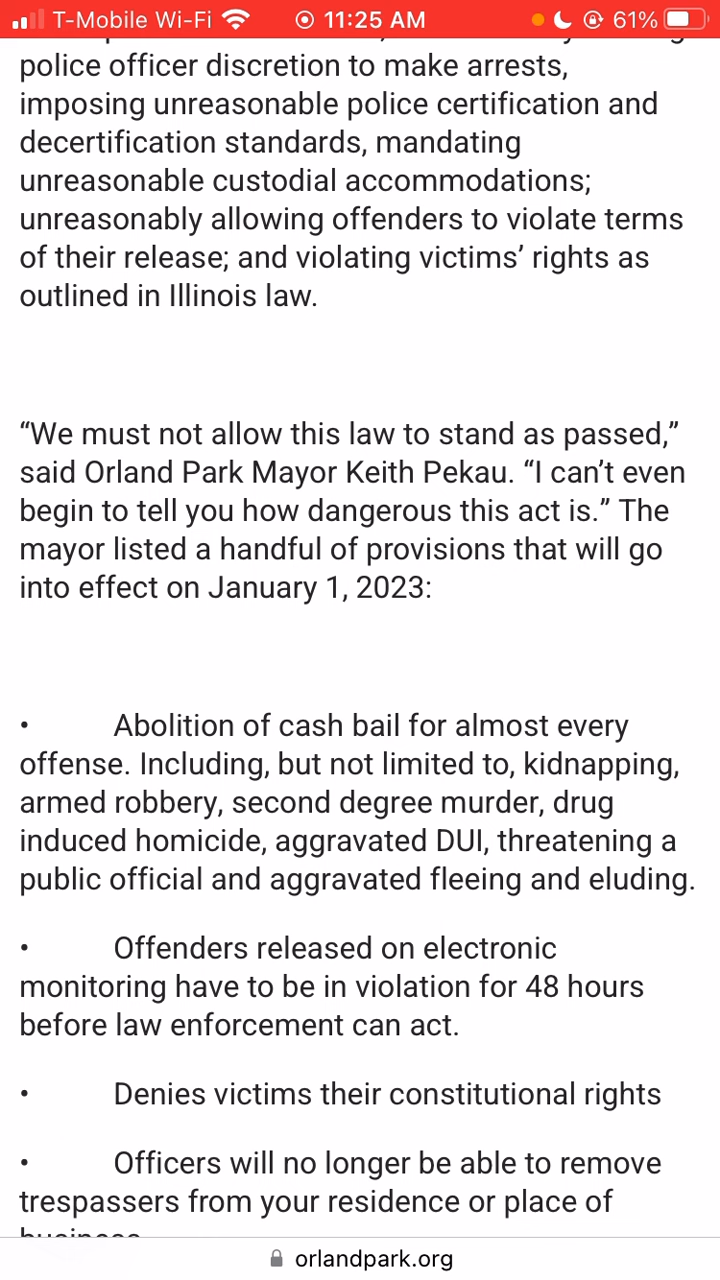 T-Mobile Wi-Fi 11:25 AM 61%
police officer discretion to make arrests,
imposing unreasonable police certification and
decertification standards, mandating
unreasonable custodial accommodations;
unreasonably allowing offenders to violate terms
of their release; and violating victims’ rights as
outlined in Illinois law.
“We must not allow this law to stand as passed,”
said Orland Park Mayor Keith Pekau. “I can’t even
begin to tell you how dangerous this act is.” The
mayor listed a handful of provisions that will go
into effect on January 1, 2023:
• Abolition of cash bail for almost every
offense. Including, but not limited to, kidnapping,
armed robbery, second degree murder, drug
induced homicide, aggravated DUI, threatening a
public official and aggravated fleeing and eluding.
• Offenders released on electronic
monitoring have to be in violation for 48 hours
before law enforcement can act.
• Denies victims their constitutional rights
• Officers will no longer be able to remove
trespassers from your residence or place of
orlandpark.org